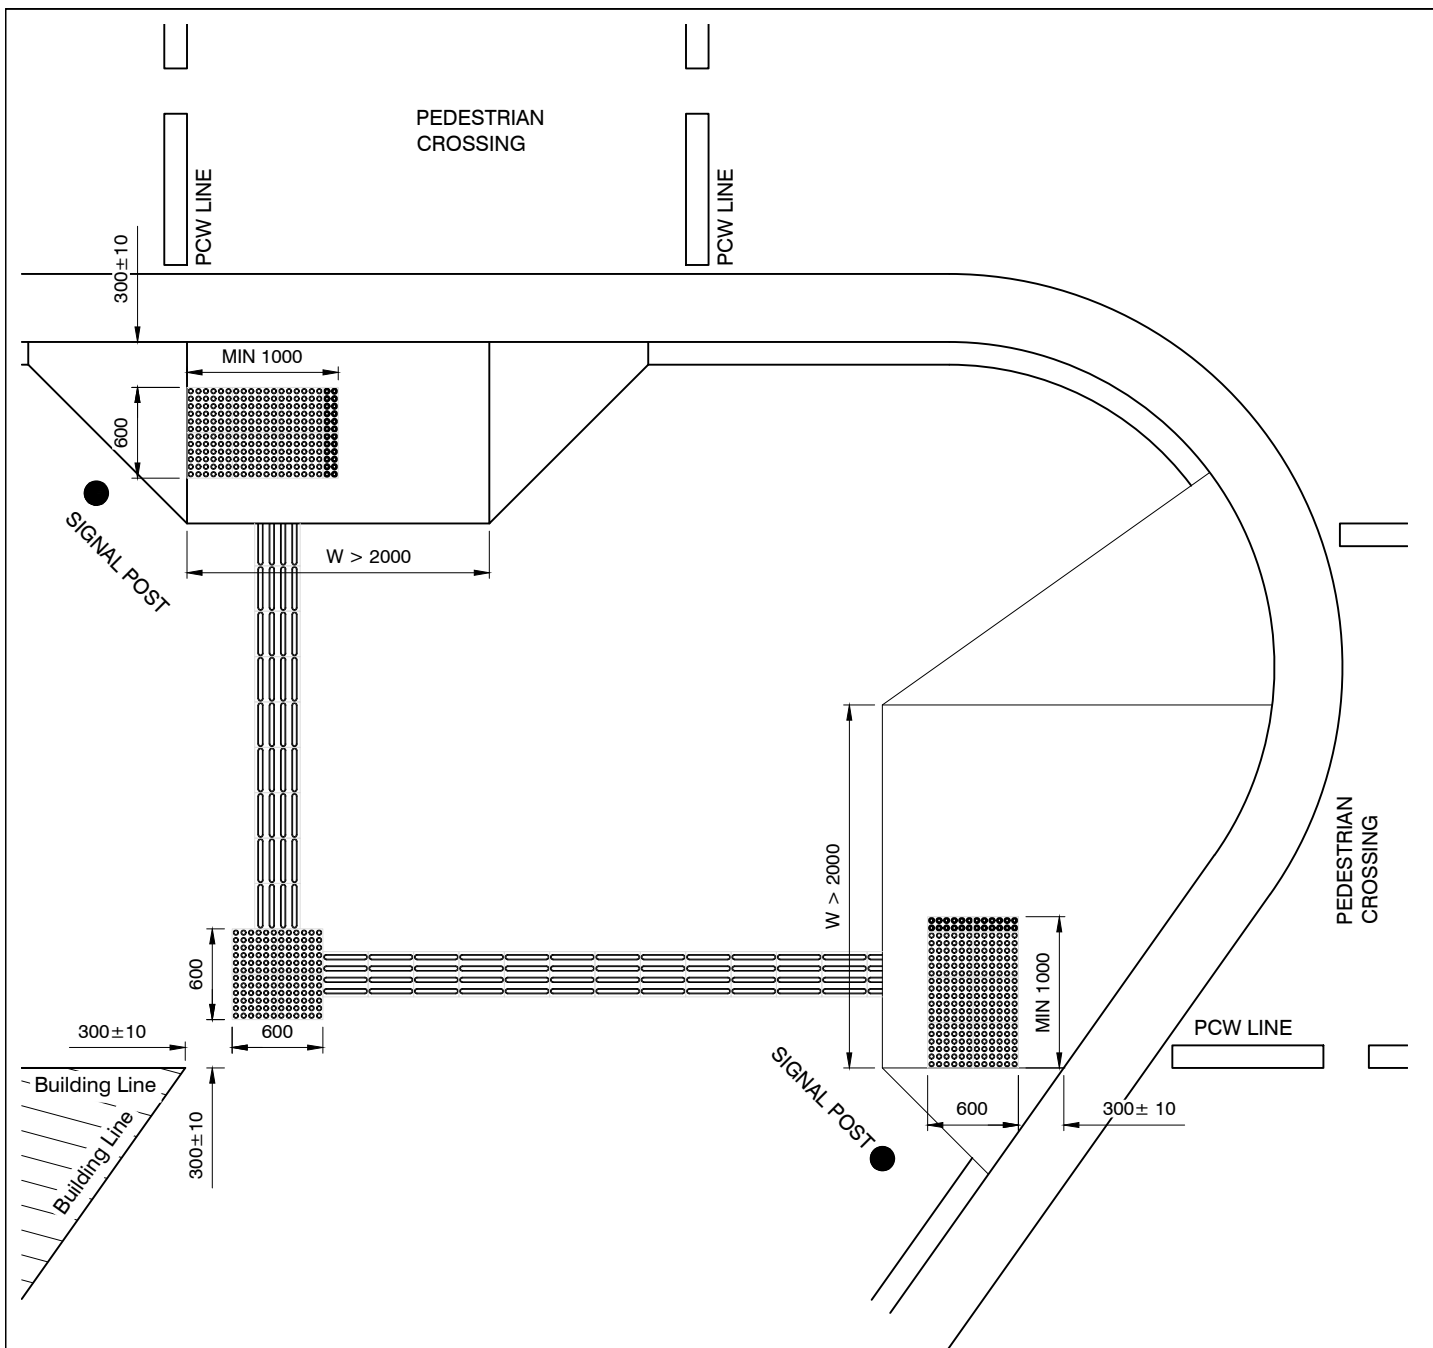 PEDESTRIAN
CROSSING
PCW LINE
PCW LINE
300±10
MIN 1000
600
SIGNAL POST
W > 2000
W > 2000
PEDESTRIAN
CROSSING
600
600
300±10
Building Line
Building Line
300±10
MIN 1000
PCW LINE
SIGNAL POST
600
300± 10